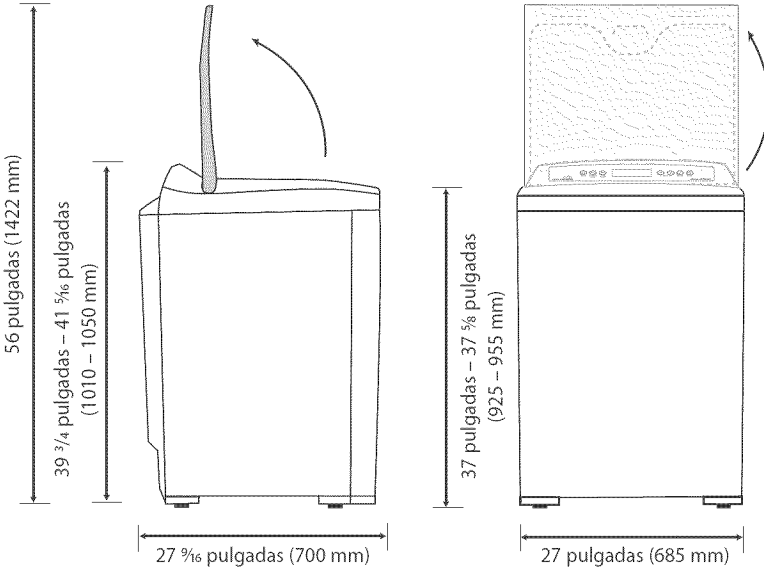 56 pulgadas (1422 mm)
39 3/4 pulgadas – 41 5/16 pulgadas
(1010 – 1050 mm)
37 pulgadas – 37 5/8 pulgadas
(925 – 955 mm)
27 9/16 pulgadas (700 mm)
27 pulgadas (685 mm)